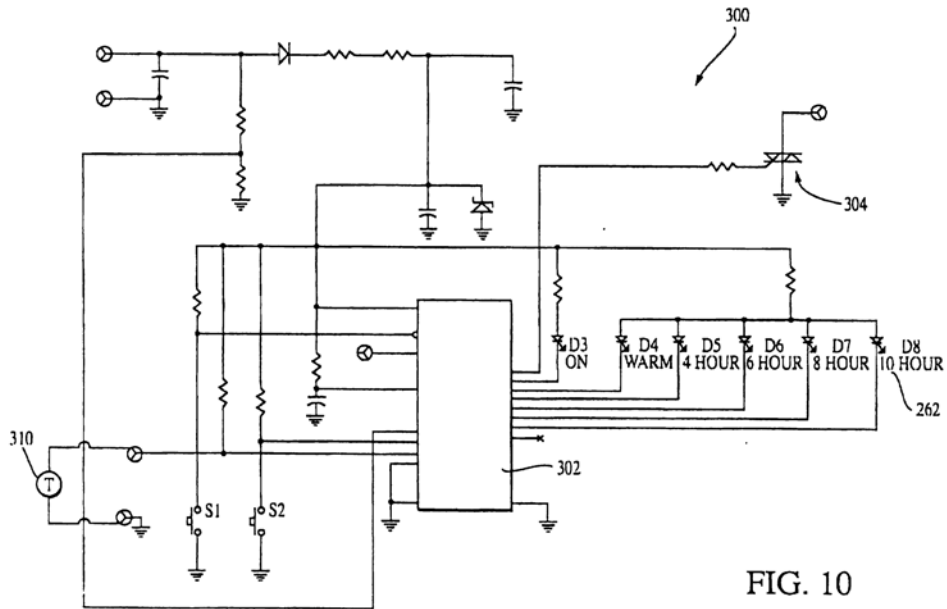 300
304
D3
ON
D4
WARM
D5
4 HOUR
D6
6 HOUR
D7
8 HOUR
D8
10 HOUR
262
310
T
302
S1
S2
FIG. 10